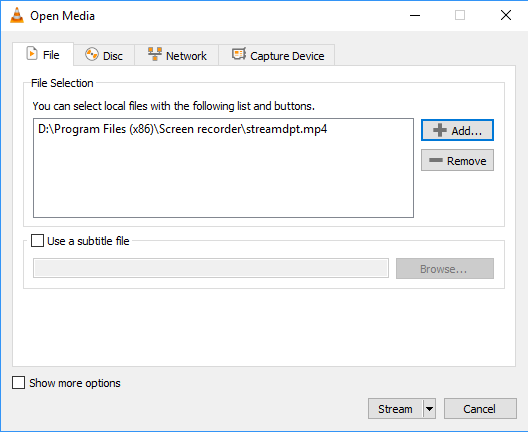 Open Media
File Disc Network Capture Device
File Selection
You can select local files with the following list and buttons.
D:\Program Files (x86)\Screen recorder\streamdpt.mp4
Add...
Remove
Use a subtitle file
Browse...
Show more options
Stream Cancel